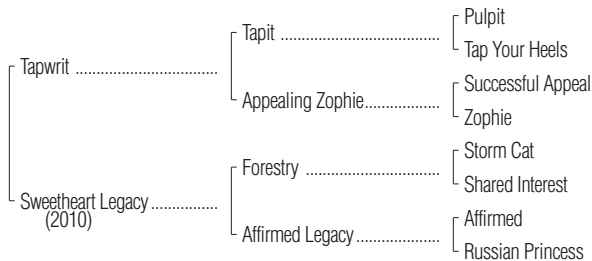 Pulpit
Tapit ..............................
Tap Your Heels
Tapwrit ...........................
Successful Appeal
Appealing Zophie................
Zophie
Storm Cat
Forestry .........................
Shared Interest
Sweetheart Legacy.............
(2010)
Affirmed
Affirmed Legacy.................
Russian Princess